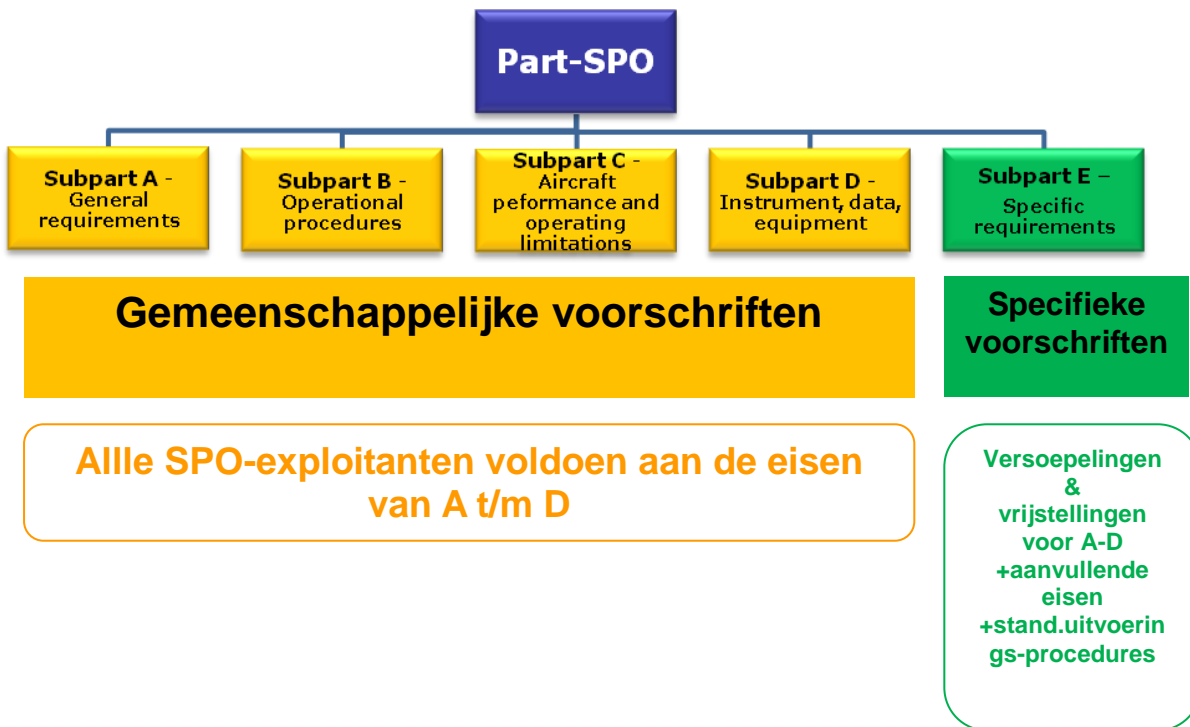 Part-SPO
Subpart A -
General
requirements
Subpart B -
Operational
procedures
Subpart C -
Aircraft
peformance and
operating
limitations
Subpart D -
Instrument, data,
equipment
Subpart E –
Specific
requirements
Gemeenschappelijke voorschriften
Specifieke
voorschriften
Allle SPO-exploitanten voldoen aan de eisen
van A t/m D
Versoepelingen
&
vrijstellingen
voor A-D
+aanvullende
eisen
+stand.uitvoerin
gs-procedures